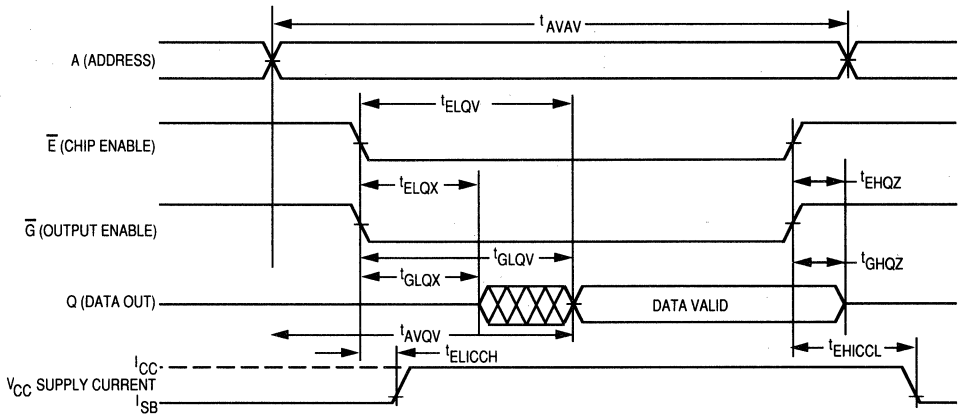 tAVAV
A (ADDRESS)
tELQV
E (CHIP ENABLE)
tELQX
tEHQZ
G (OUTPUT ENABLE)
tGLQV
tGLQX
tGHQZ
Q (DATA OUT)
DATA VALID
tAVQV
tELICCH
tEHICCL
ICC
VCC SUPPLY CURRENT
ISB